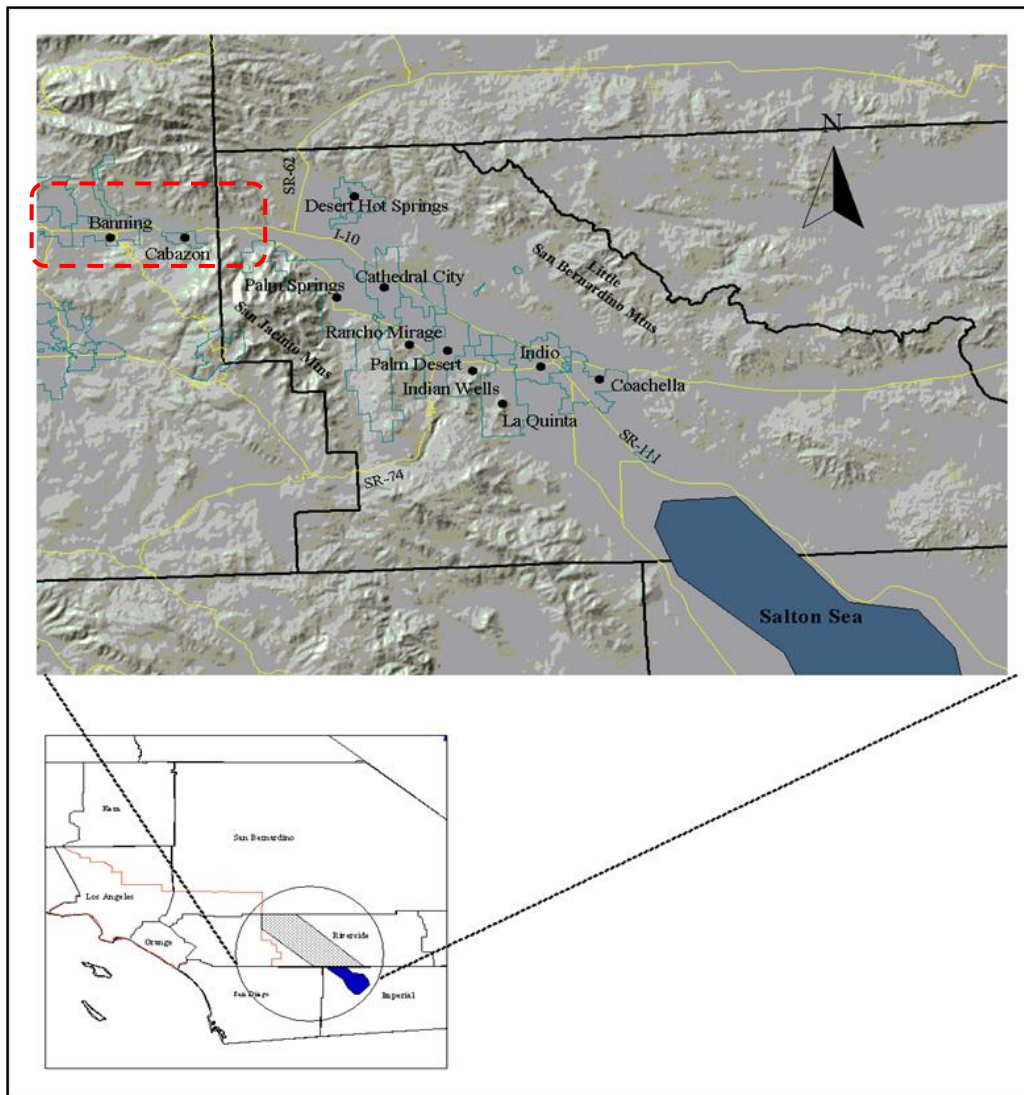 N
SR-62
Desert Hot Springs
Banning
I-10
Cabazon
Little
San Bernardino Mtns
Cathedral City
Palm Springs
San Jacinto Mtns
Rancho Mirage
Indio
Palm Desert
Coachella
Indian Wells
La Quinta
SR-111
SR-74
Salton Sea
Kern
San Bernardino
Los Angeles
Orange
Riverside
San Diego
Imperial